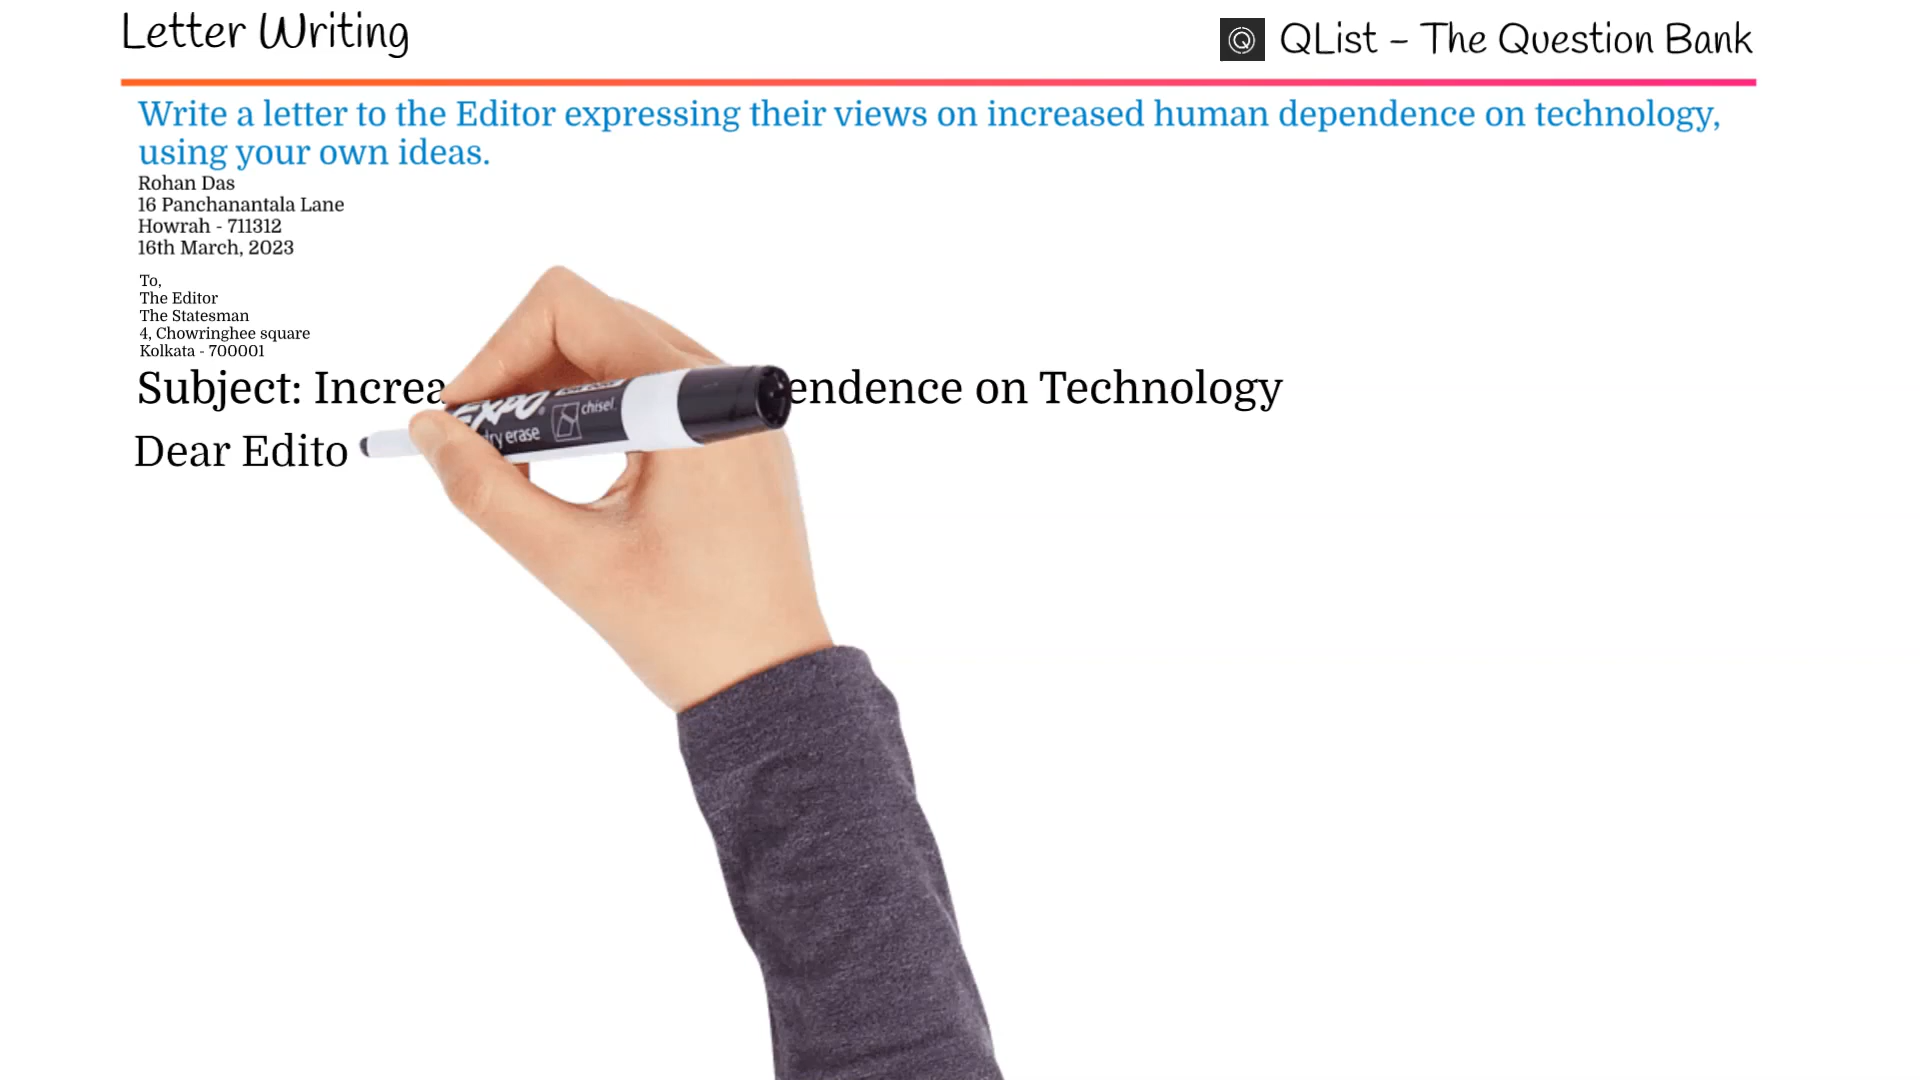 Letter Writing
QList - The Question Bank
Write a letter to the Editor expressing their views on increased human dependence on technology,
using your own ideas.
Rohan Das
16 Panchanantala Lane
Howrah - 711312
16th March, 2023
To,
The Editor
The Statesman
4, Chowringhee square
Kolkata - 700001
Subject: Increa endence on Technology
Dear Edito
EXPO chisel
dry erase